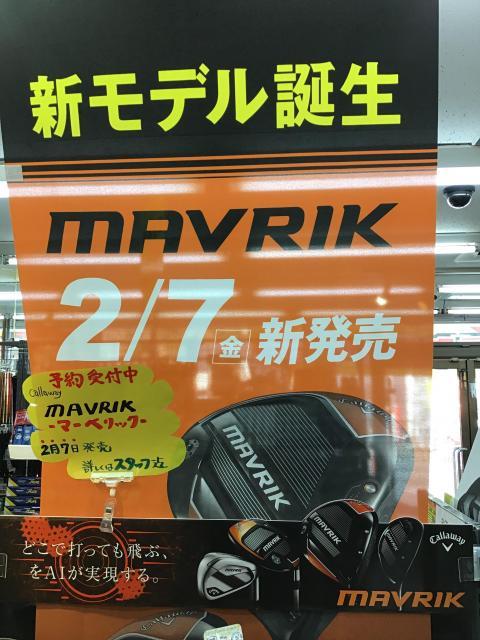 新モデル誕生
MAVRIK
2/7 金 新発売
予約受付中
Callaway
MAVRIK
-マーベリック-
2月7日発売
詳しくはスタッフ迄
MAVRIK
どこで打っても飛ぶ、
をAIが実現する。
Callaway
MAVRIK